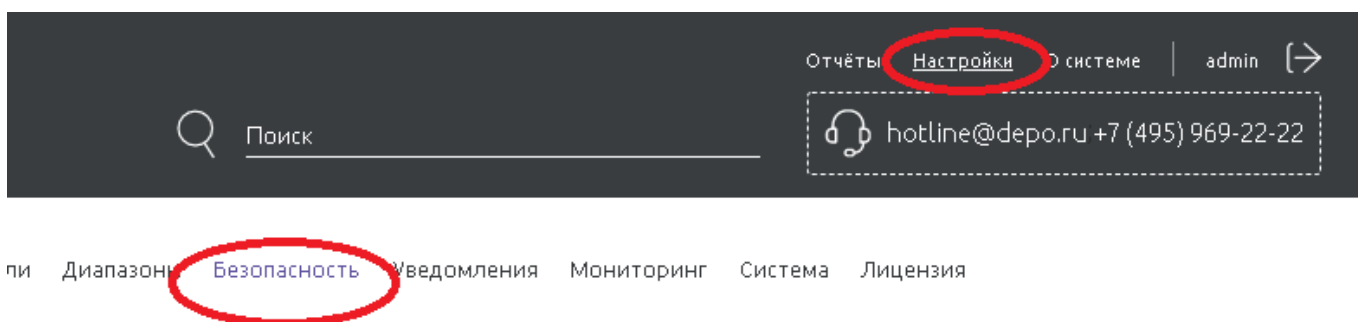 Отчёты Настройки О системе admin
Поиск
hotline@depo.ru +7 (495) 969-22-22
Диапазоны Безопасность Уведомления Мониторинг Система Лицензия